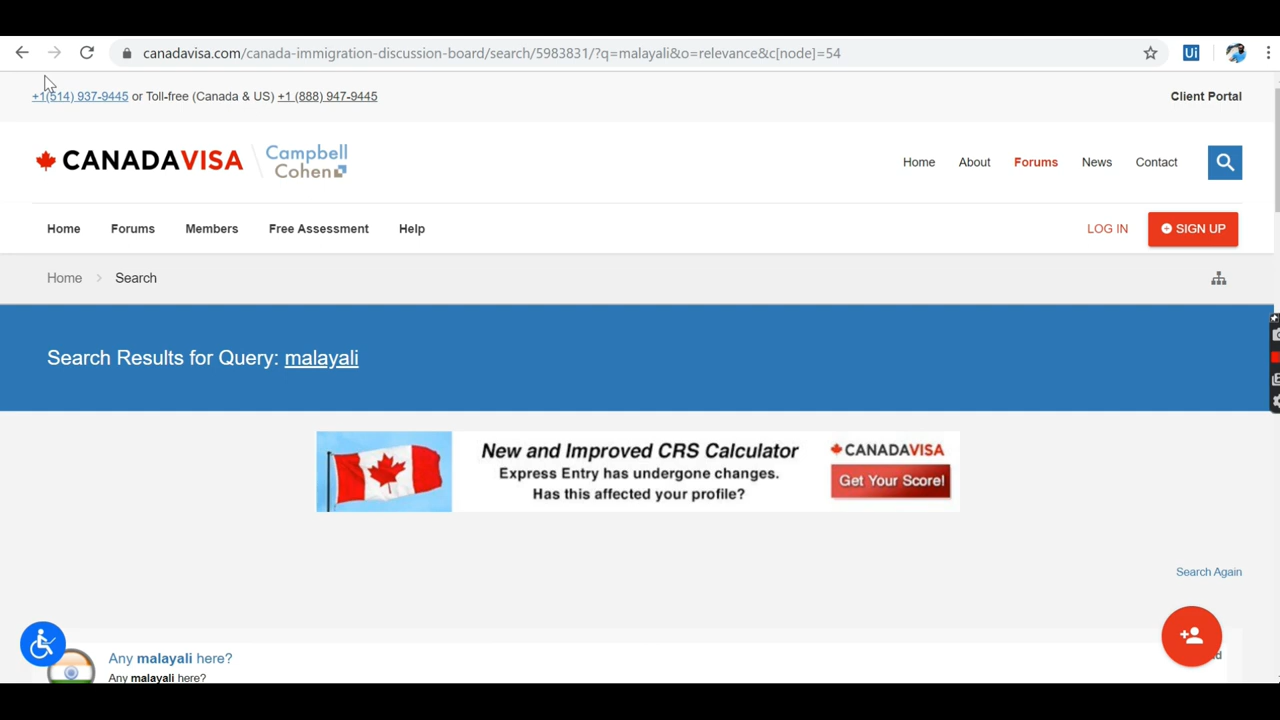 canadavisa.com/canada-immigration-discussion-board/search/5983831/?q=malayali&o=relevance&c[node]=54
Ui
+1(514) 937-9445 or Toll-free (Canada & US) +1 (888) 947-9445
Client Portal
CANADAVISA
Campbell
Cohen
Home About Forums News Contact
Home Forums Members Free Assessment Help
LOG IN
SIGN UP
Home > Search
Search Results for Query: malayali
New and Improved CRS Calculator
Express Entry has undergone changes.
Has this affected your profile?
CANADAVISA
Get Your Score!
Search Again
Any malayali here?
Any malayali here?